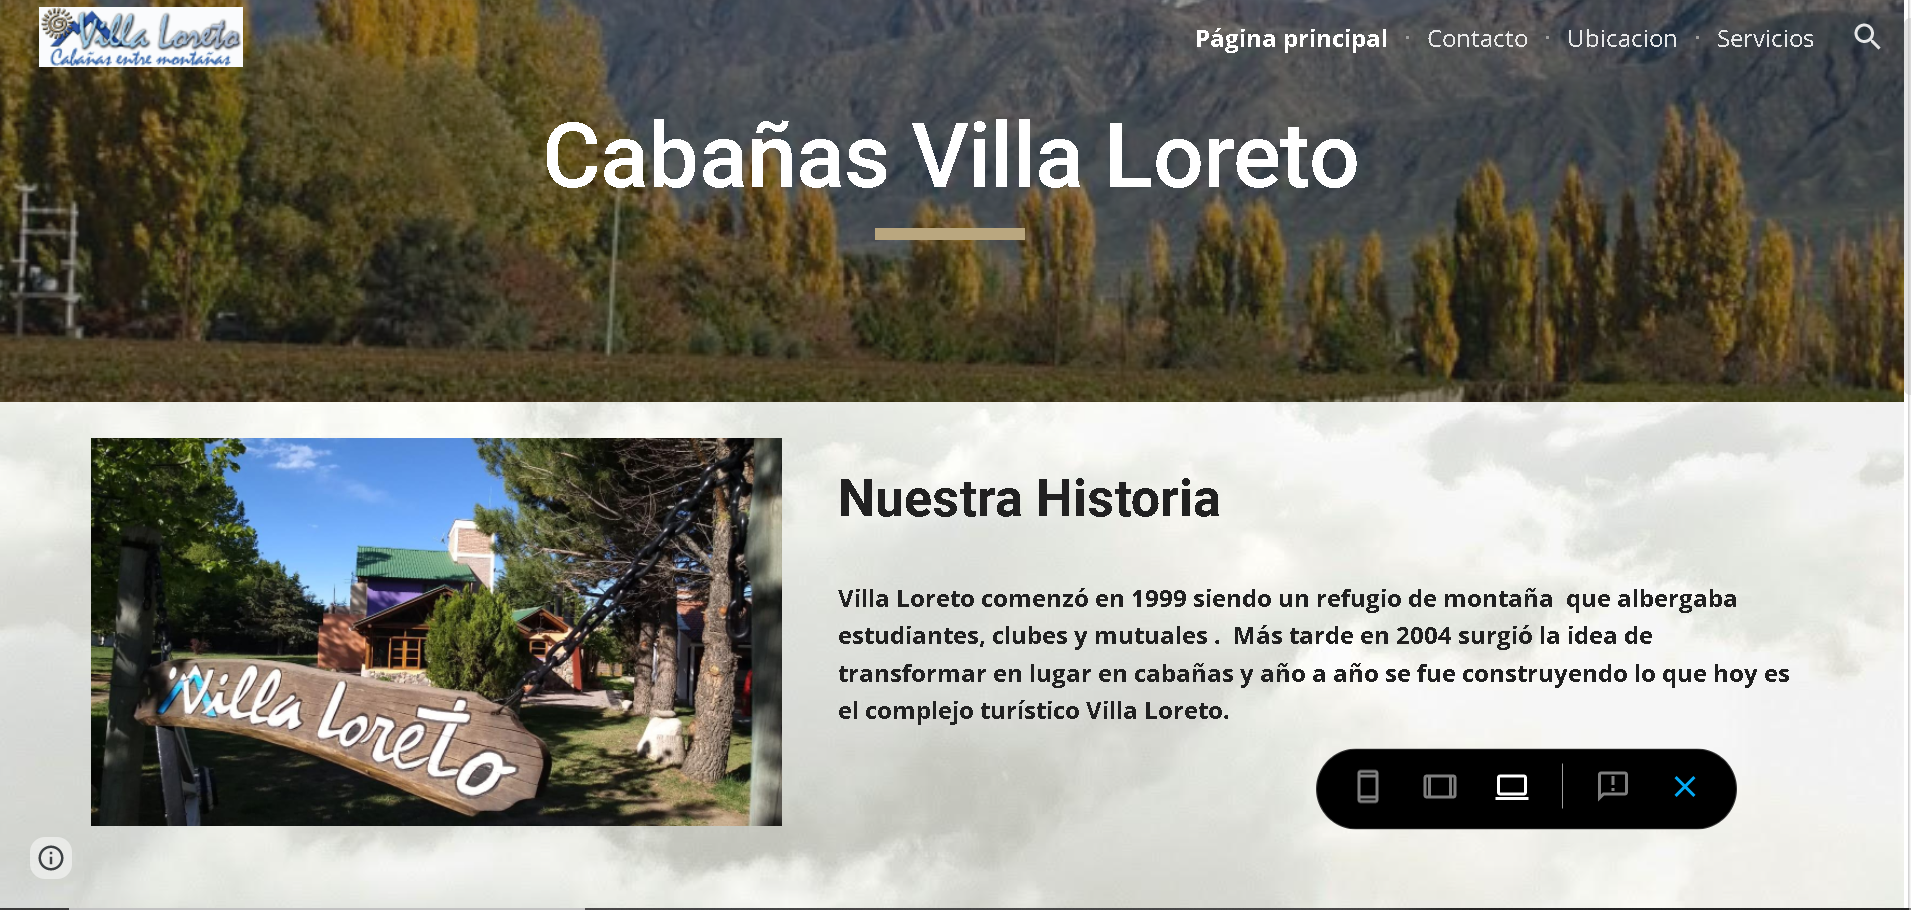 Villa Loreto
Cabañas entre montañas
Página principal
Contacto
Ubicacion
Servicios
Cabañas Villa Loreto
Villa Loreto
Nuestra Historia
Villa Loreto comenzó en 1999 siendo un refugio de montaña  que albergaba
estudiantes, clubes y mutuales .  Más tarde en 2004 surgió la idea de
transformar en lugar en cabañas y año a año se fue construyendo lo que hoy es
el complejo turístico Villa Loreto.